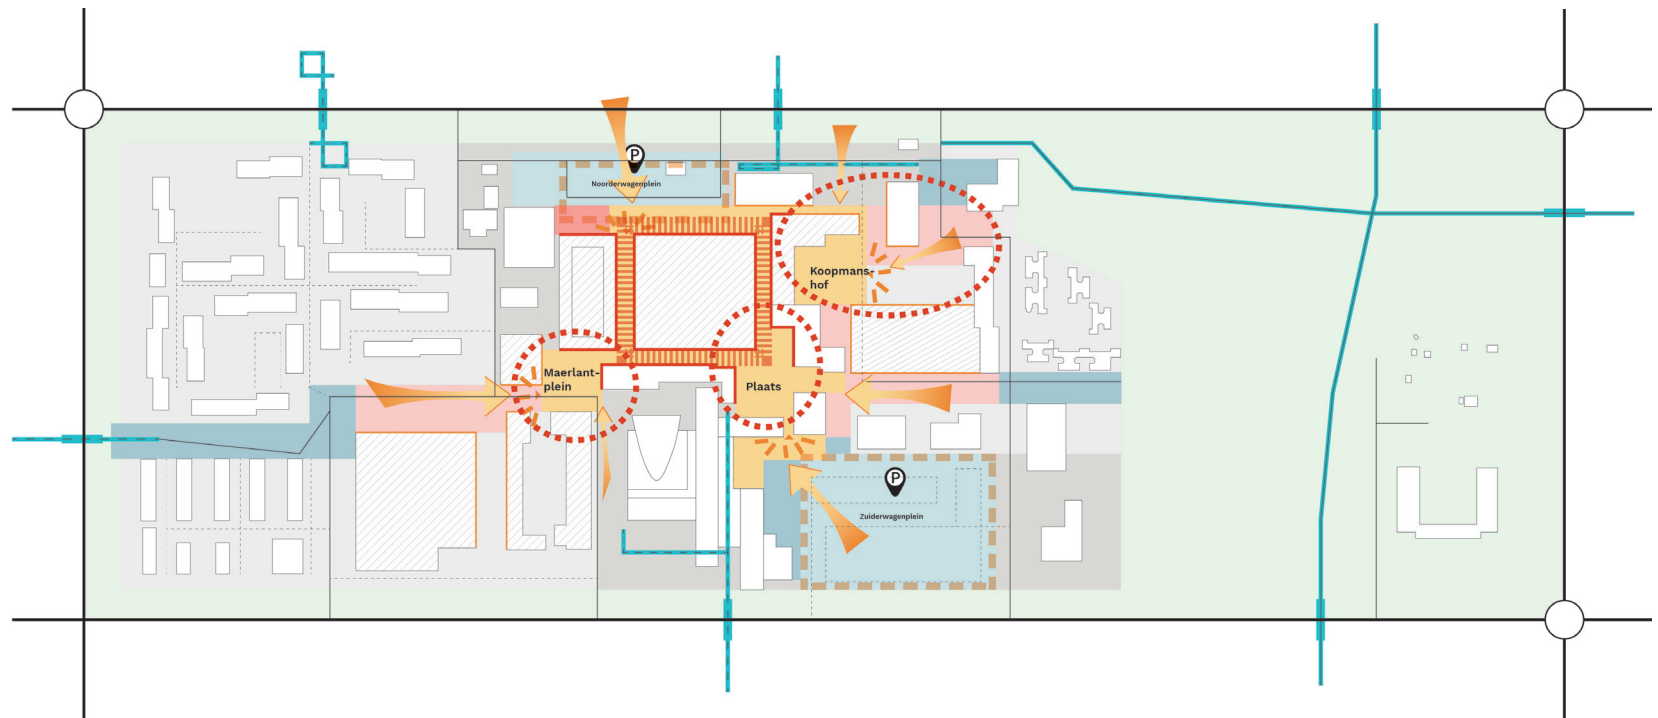 P
Noorderwagenplein
Koopmans-
hof
Maerlant-
plein
Plaats
P
Zuiderwagenplein